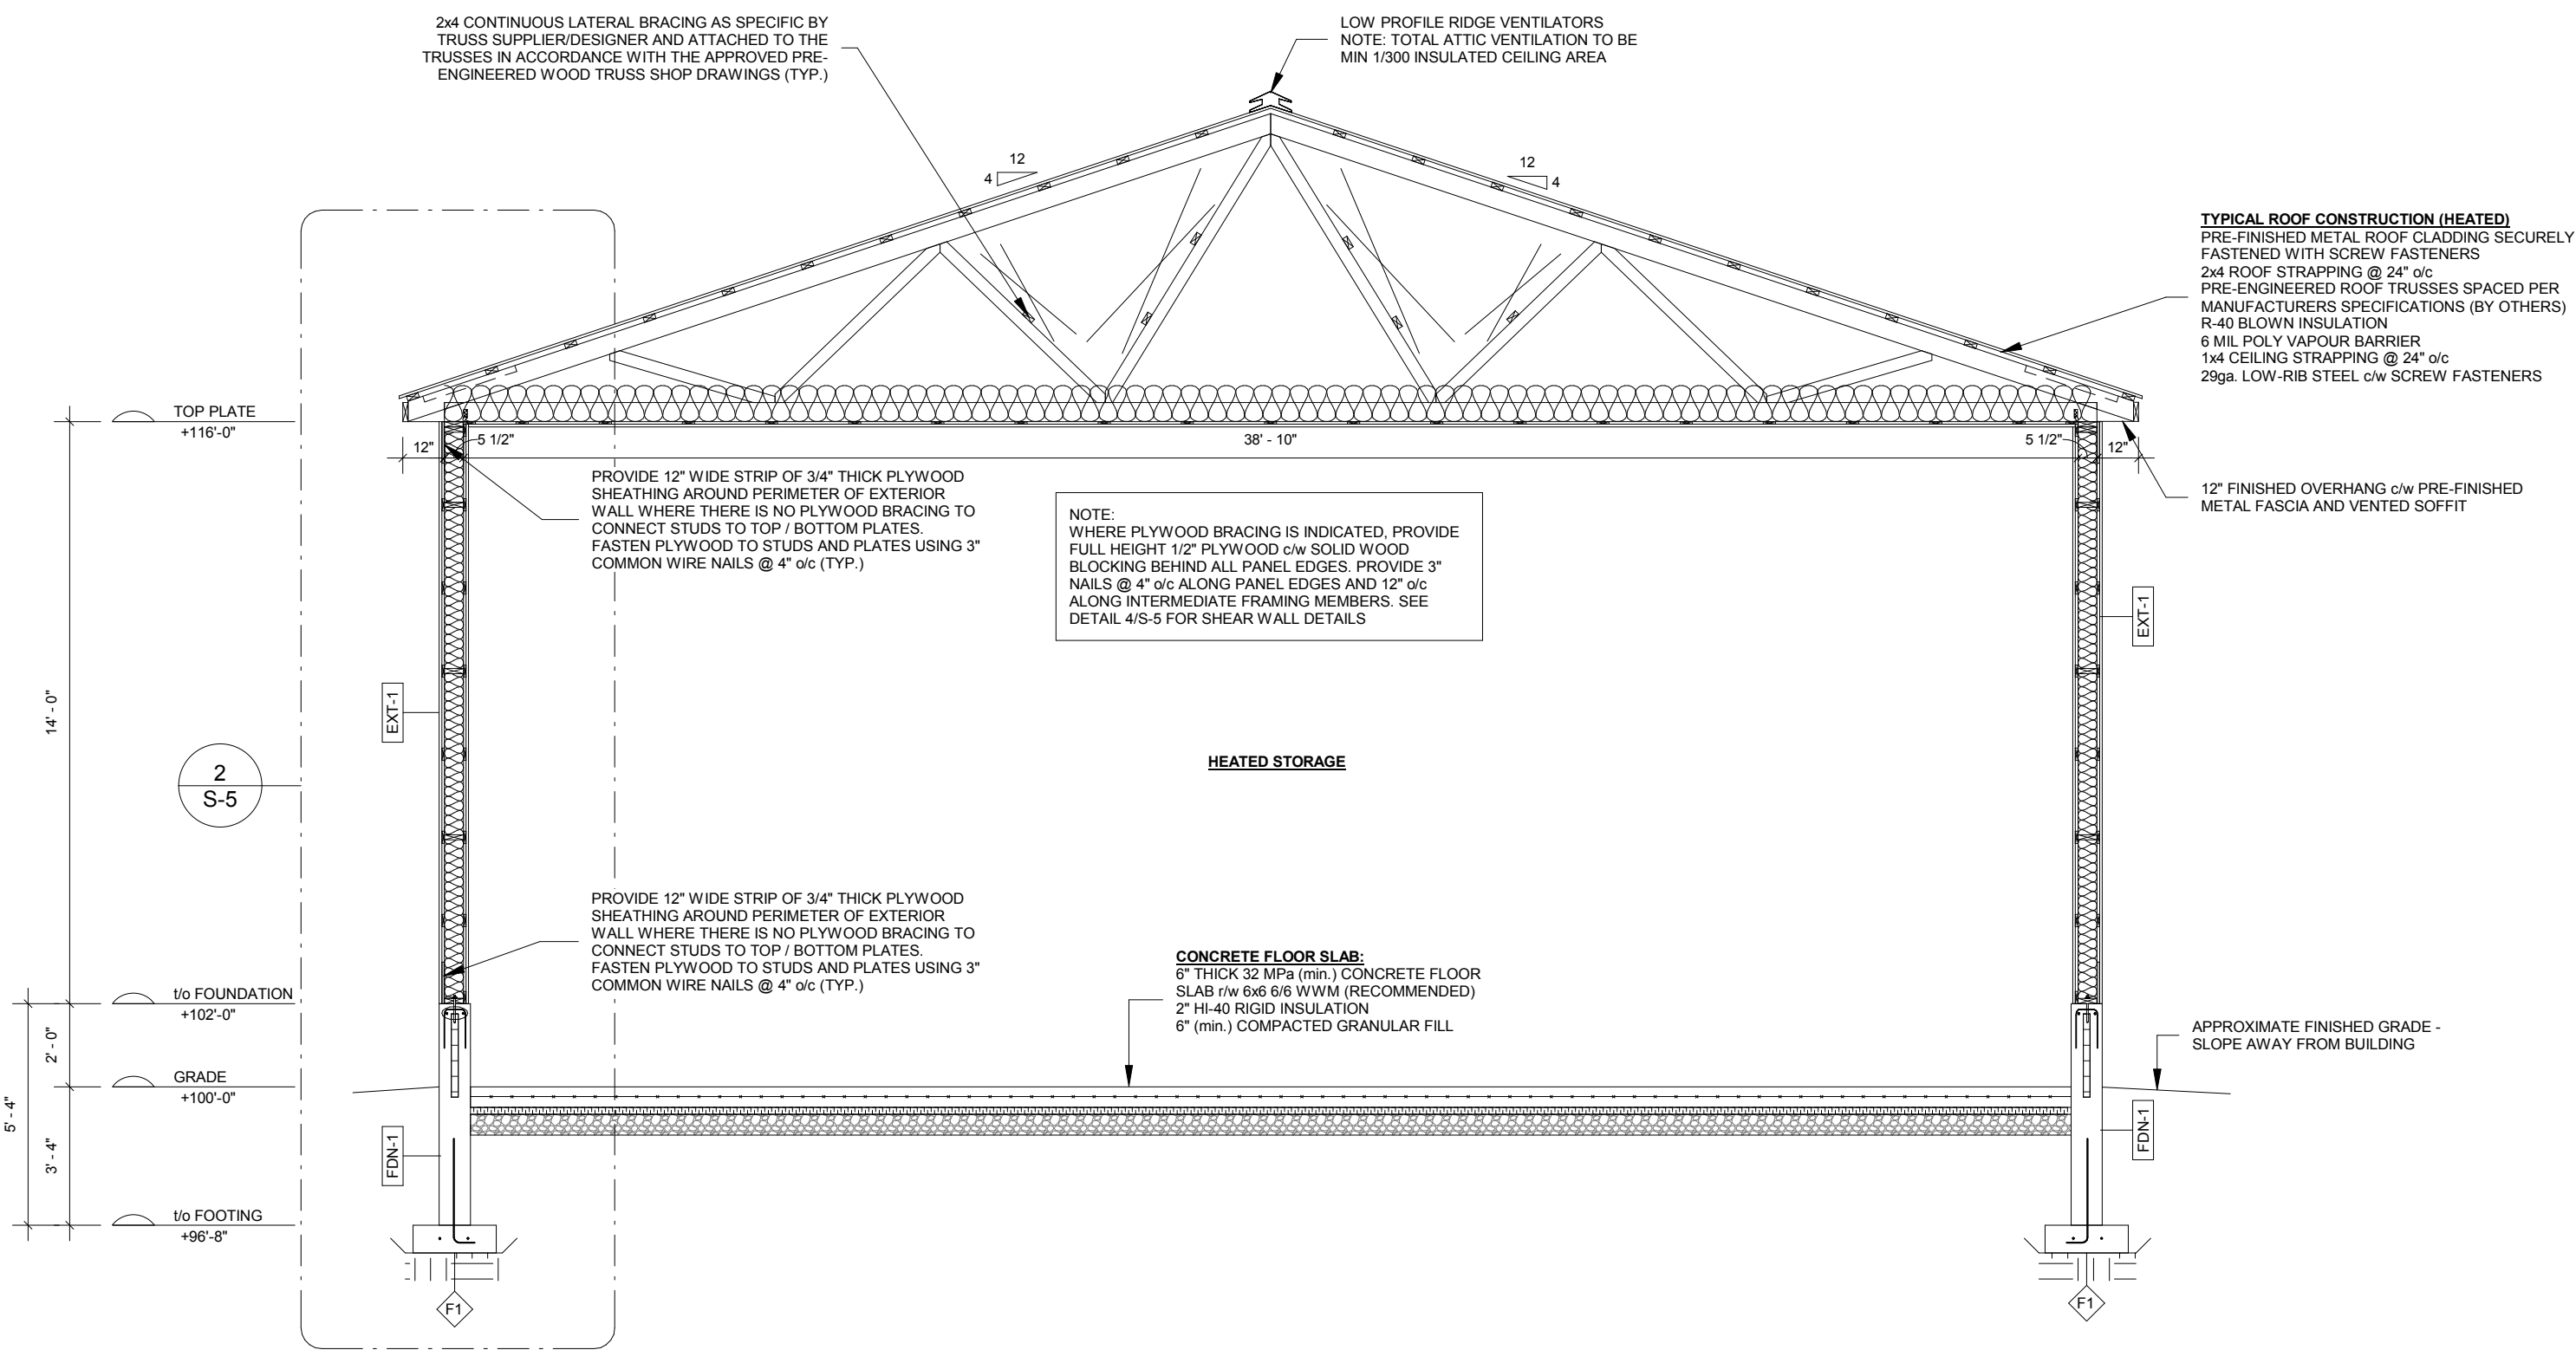 2x4 CONTINUOUS LATERAL BRACING AS SPECIFIC BY
TRUSS SUPPLIER/DESIGNER AND ATTACHED TO THE
TRUSSES IN ACCORDANCE WITH THE APPROVED PRE-
ENGINEERED WOOD TRUSS SHOP DRAWINGS (TYP.)
LOW PROFILE RIDGE VENTILATORS
NOTE: TOTAL ATTIC VENTILATION TO BE
MIN 1/300 INSULATED CEILING AREA
12
4
12
4
TYPICAL ROOF CONSTRUCTION (HEATED)
PRE-FINISHED METAL ROOF CLADDING SECURELY
FASTENED WITH SCREW FASTENERS
2x4 ROOF STRAPPING @ 24" o/c
PRE-ENGINEERED ROOF TRUSSES SPACED PER
MANUFACTURERS SPECIFICATIONS (BY OTHERS)
R-40 BLOWN INSULATION
6 MIL POLY VAPOUR BARRIER
1x4 CEILING STRAPPING @ 24" o/c
29ga. LOW-RIB STEEL c/w SCREW FASTENERS
TOP PLATE
+116'-0"
12"
5 1/2"
38' - 10"
5 1/2"
12"
PROVIDE 12" WIDE STRIP OF 3/4" THICK PLYWOOD
SHEATHING AROUND PERIMETER OF EXTERIOR
WALL WHERE THERE IS NO PLYWOOD BRACING TO
CONNECT STUDS TO TOP / BOTTOM PLATES.
FASTEN PLYWOOD TO STUDS AND PLATES USING 3"
COMMON WIRE NAILS @ 4" o/c (TYP.)
NOTE:
WHERE PLYWOOD BRACING IS INDICATED, PROVIDE
FULL HEIGHT 1/2" PLYWOOD c/w SOLID WOOD
BLOCKING BEHIND ALL PANEL EDGES. PROVIDE 3"
NAILS @ 4" o/c ALONG PANEL EDGES AND 12" o/c
ALONG INTERMEDIATE FRAMING MEMBERS. SEE
DETAIL 4/S-5 FOR SHEAR WALL DETAILS
12" FINISHED OVERHANG c/w PRE-FINISHED
METAL FASCIA AND VENTED SOFFIT
EXT-1
EXT-1
14' - 0"
2
S-5
HEATED STORAGE
PROVIDE 12" WIDE STRIP OF 3/4" THICK PLYWOOD
SHEATHING AROUND PERIMETER OF EXTERIOR
WALL WHERE THERE IS NO PLYWOOD BRACING TO
CONNECT STUDS TO TOP / BOTTOM PLATES.
FASTEN PLYWOOD TO STUDS AND PLATES USING 3"
COMMON WIRE NAILS @ 4" o/c (TYP.)
CONCRETE FLOOR SLAB:
6" THICK 32 MPa (min.) CONCRETE FLOOR
SLAB r/w 6x6 6/6 WWM (RECOMMENDED)
2" HI-40 RIGID INSULATION
6" (min.) COMPACTED GRANULAR FILL
t/o FOUNDATION
+102'-0"
APPROXIMATE FINISHED GRADE -
SLOPE AWAY FROM BUILDING
2' - 0"
GRADE
+100'-0"
5' - 4"
3' - 4"
FDN-1
FDN-1
t/o FOOTING
+96'-8"
F1
F1